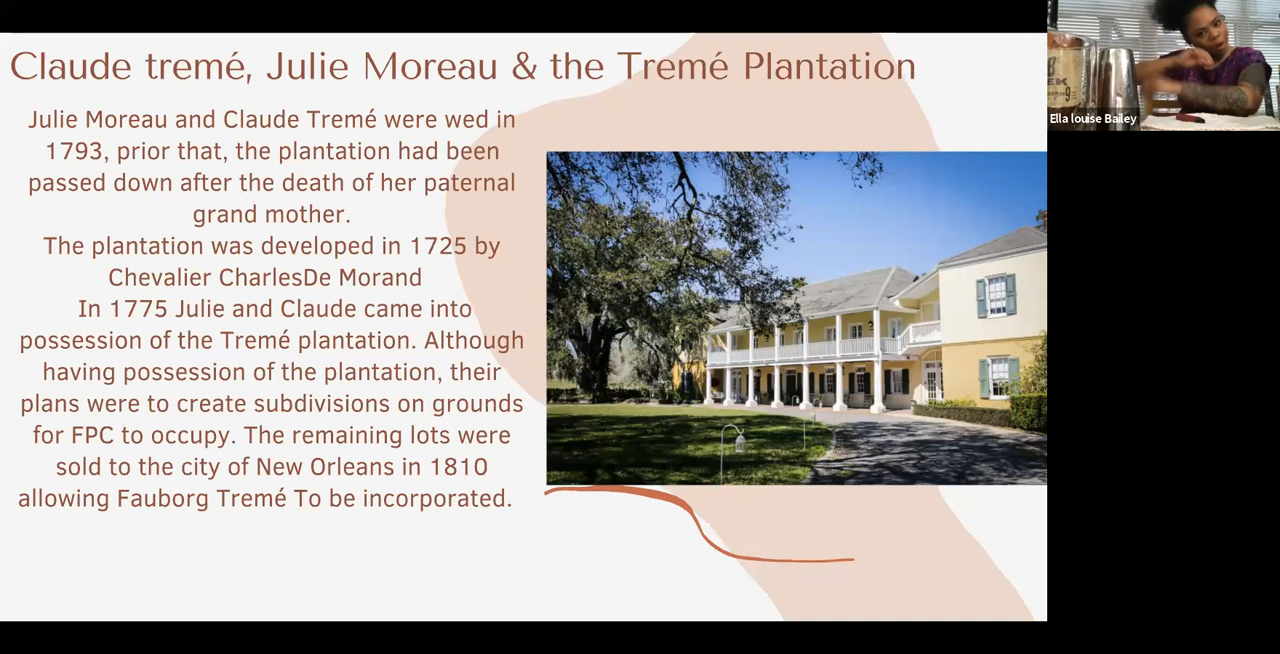 Claude tremé, Julie Moreau & the Tremé Plantation
Julie Moreau and Claude Tremé were wed in
1793, prior that, the plantation had been
passed down after the death of her paternal
grand mother.
The plantation was developed in 1725 by
Chevalier CharlesDe Morand
In 1775 Julie and Claude came into
possession of the Tremé plantation. Although
having possession of the plantation, their
plans were to create subdivisions on grounds
for FPC to occupy. The remaining lots were
sold to the city of New Orleans in 1810
allowing Fauborg Tremé To be incorporated.
Ella louise Bailey